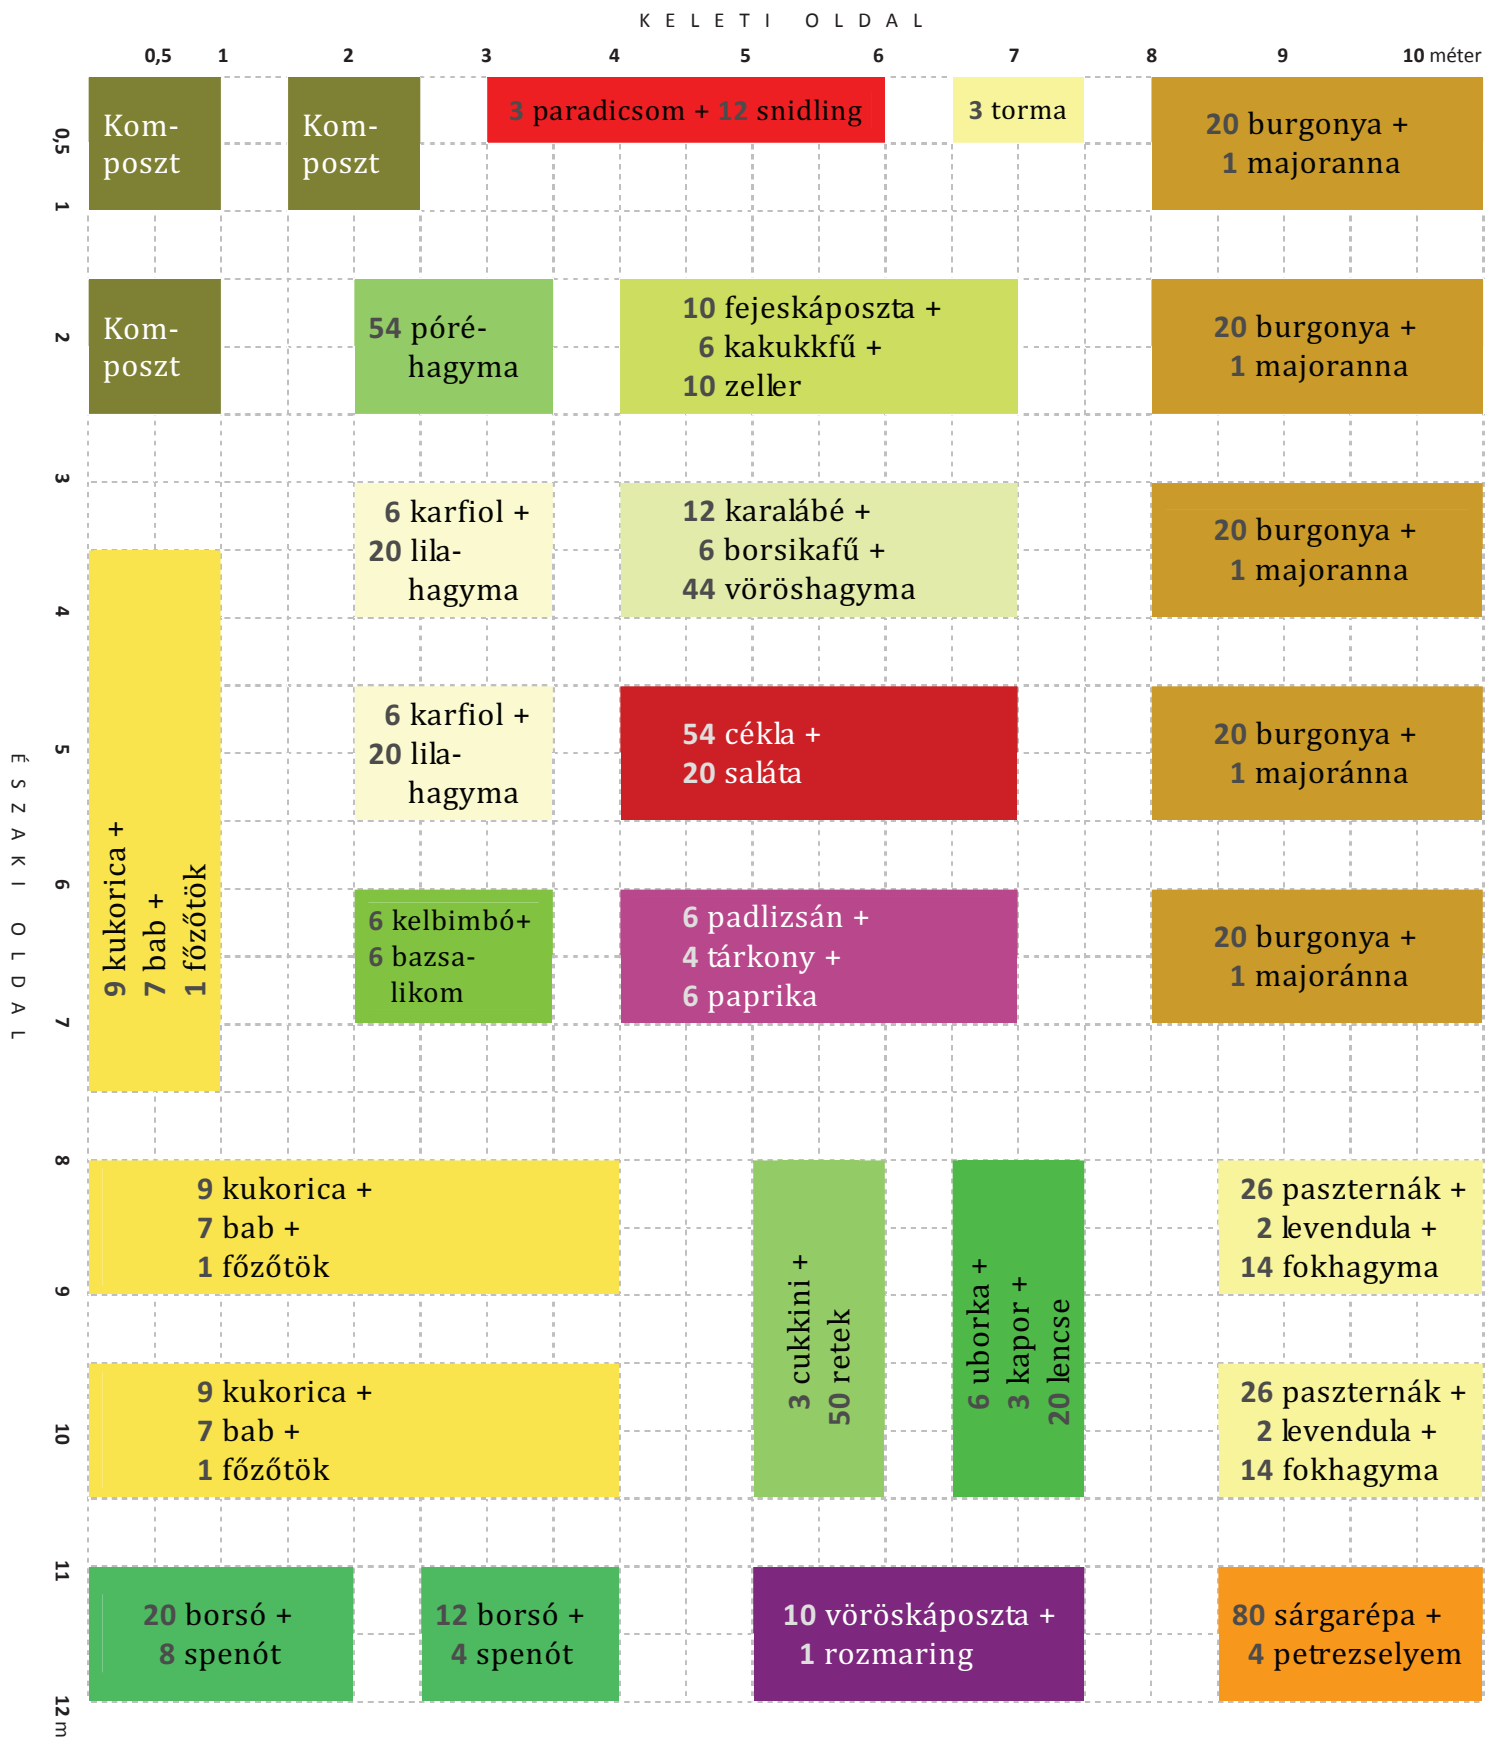 KELETI OLDAL
0,5 1 2 3 4 5 6 7 8 9 10 méter
ÉSZAKI OLDAL
0,5
1
2
3
4
5
6
7
8
9
10
11
12 m
Kom-
poszt
Kom-
poszt
3 paradicsom + 12 snidling
3 torma
20 burgonya +
1 majoranna
Kom-
poszt
54 póré-
hagyma
10 fejeskáposzta +
6 kakukkfű +
10 zeller
20 burgonya +
1 majoranna
6 karfiol +
20 lila-
hagyma
12 karalábé +
6 borsikafű +
44 vöröshagyma
20 burgonya +
1 majoranna
9 kukorica +
7 bab +
1 főzőtök
6 karfiol +
20 lila-
hagyma
54 cékla +
20 saláta
20 burgonya +
1 majoránna
6 kelbimbó+
6 bazsa-
likom
6 padlizsán +
4 tárkony +
6 paprika
20 burgonya +
1 majoránna
9 kukorica +
7 bab +
1 főzőtök
3 cukkini +
50 retek
6 uborka +
3 kapor +
20 lencse
26 paszternák +
2 levendula +
14 fokhagyma
9 kukorica +
7 bab +
1 főzőtök
26 paszternák +
2 levendula +
14 fokhagyma
20 borsó +
8 spenót
12 borsó +
4 spenót
10 vöröskáposzta +
1 rozmaring
80 sárgarépa +
4 petrezselyem